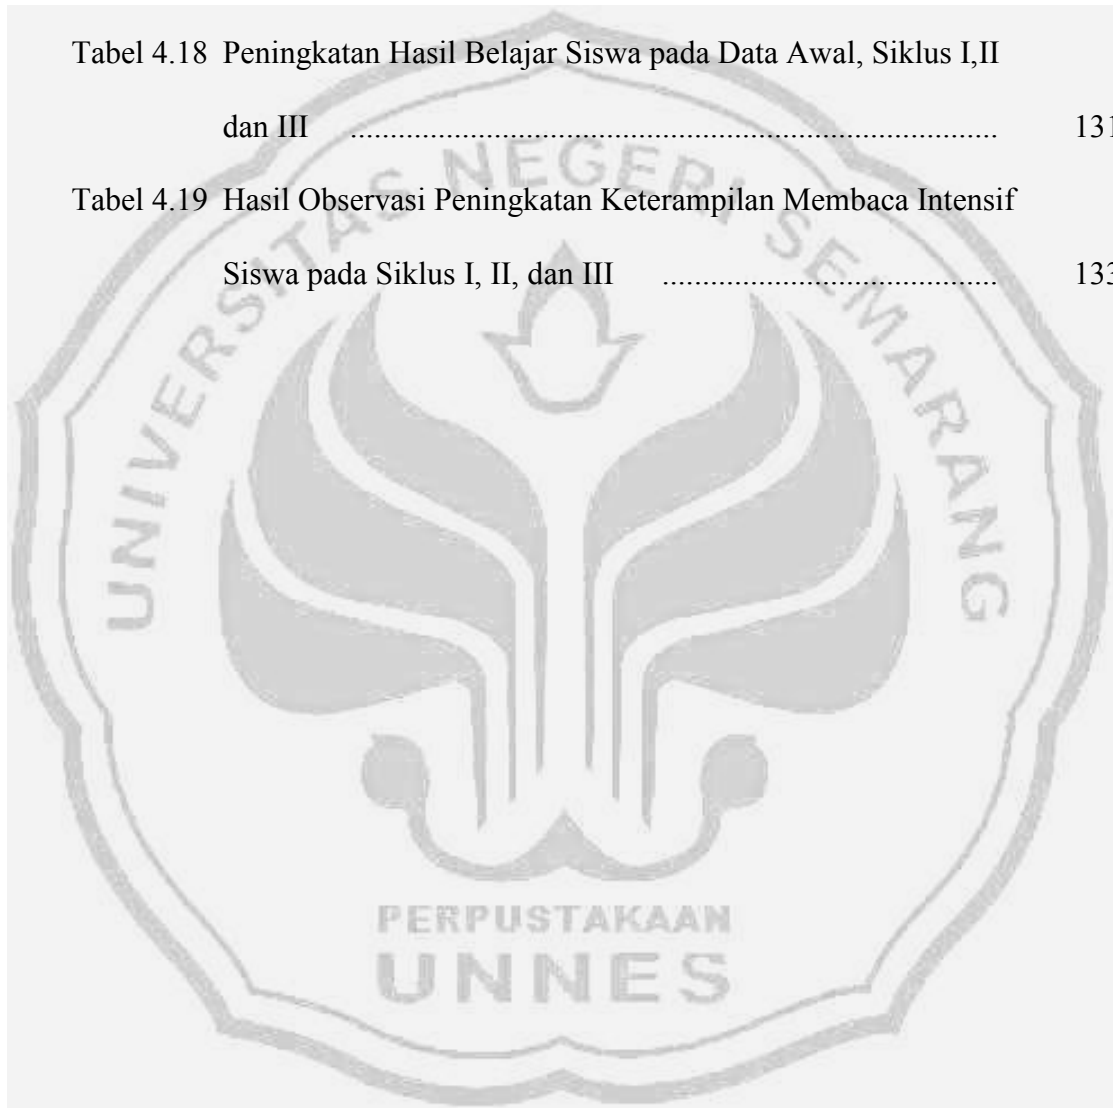 Tabel 4.18 Peningkatan Hasil Belajar Siswa pada Data Awal, Siklus I,II
dan III ................................................................................. 131
Tabel 4.19 Hasil Observasi Peningkatan Keterampilan Membaca Intensif
Siswa pada Siklus I, II, dan III .......................................... 133
UNIVERSITAS NEGERI SEMARANG
PERPUSTAKAAN
UNNES